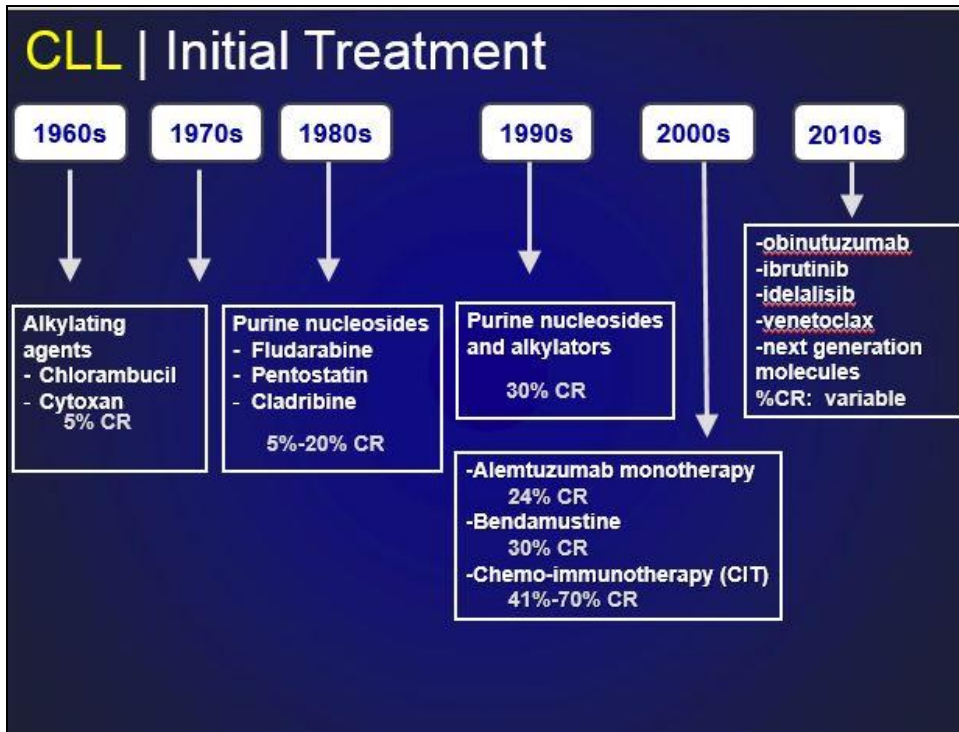 CLL | Initial Treatment
1960s
1970s
1980s
1990s
2000s
2010s
Alkylating
agents
- Chlorambucil
- Cytoxan
5% CR
Purine nucleosides
- Fludarabine
- Pentostatin
- Cladribine
5%-20% CR
Purine nucleosides
and alkylators
30% CR
-Alemtuzumab monotherapy
24% CR
-Bendamustine
30% CR
-Chemo-immunotherapy (CIT)
41%-70% CR
-obinutuzumab
-ibrutinib
-idelalisib
-venetoclax
-next generation
molecules
%CR: variable